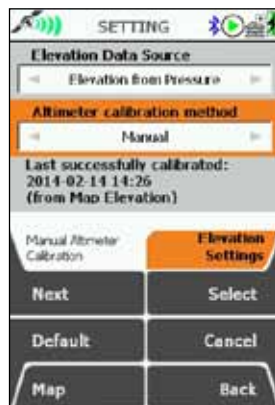 SETTING
Elevation Data Source
Elevation from Pressure
Altimeter calibration method
Manual
Last successfully calibrated:
2014-02-14 14:26
(from Map Elevation)
Manual Altmeter
Calibration
Elevation
Settings
Next
Select
Default
Cancel
Map
Back